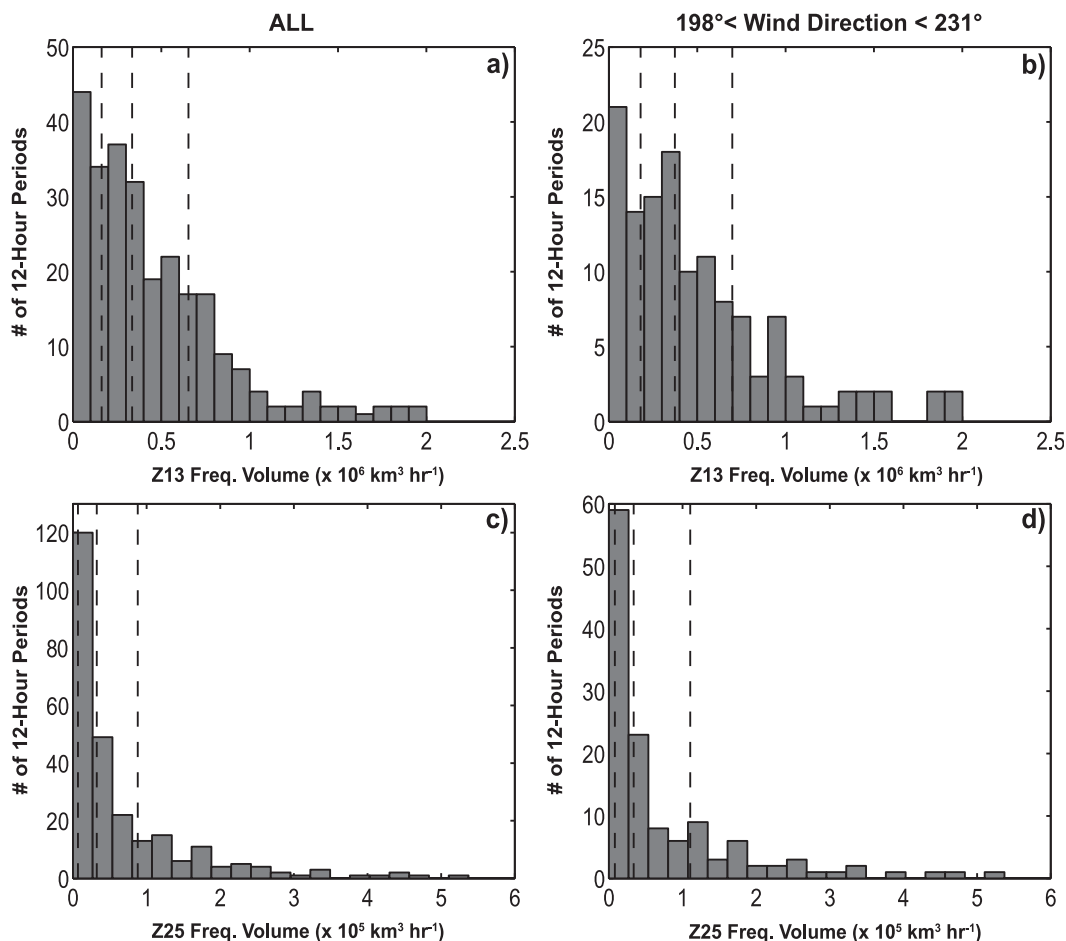 ALL
198°< Wind Direction < 231°
a)
50
40
30
20
10
0
# of 12-Hour Periods
0 0.5 1 1.5 2 2.5
Z13 Freq. Volume (x 10⁶ km³ hr⁻¹)
b)
25
20
15
10
5
0
# of 12-Hour Periods
0 0.5 1 1.5 2 2.5
Z13 Freq. Volume (x 10⁶ km³ hr⁻¹)
c)
120
100
80
60
40
20
0
# of 12-Hour Periods
0 1 2 3 4 5 6
Z25 Freq. Volume (x 10⁵ km³ hr⁻¹)
d)
60
50
40
30
20
10
0
# of 12-Hour Periods
0 1 2 3 4 5 6
Z25 Freq. Volume (x 10⁵ km³ hr⁻¹)